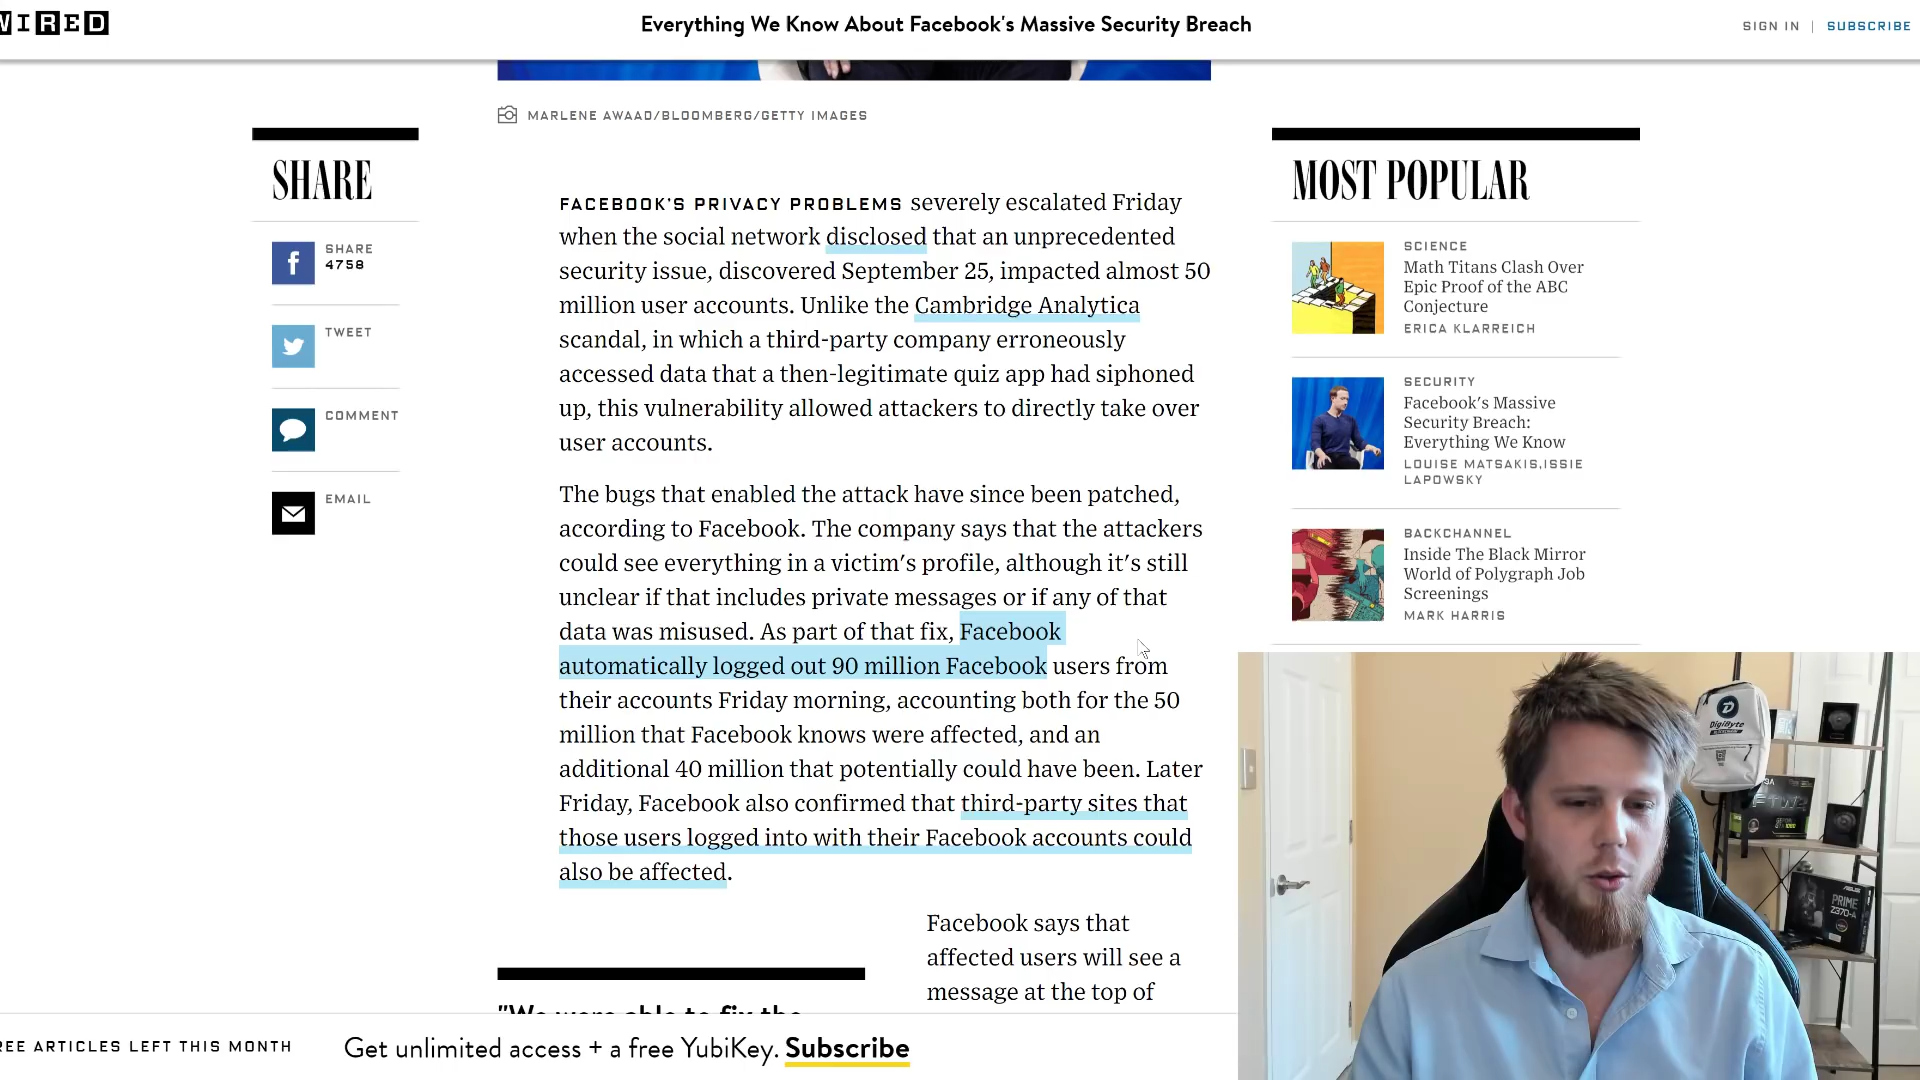 WIRED
Everything We Know About Facebook's Massive Security Breach
SIGN IN | SUBSCRIBE
MARLENE AWAAD/BLOOMBERG/GETTY IMAGES
SHARE
SHARE
4758
TWEET
COMMENT
EMAIL
FACEBOOK'S PRIVACY PROBLEMS severely escalated Friday
when the social network disclosed that an unprecedented
security issue, discovered September 25, impacted almost 50
million user accounts. Unlike the Cambridge Analytica
scandal, in which a third-party company erroneously
accessed data that a then-legitimate quiz app had siphoned
up, this vulnerability allowed attackers to directly take over
user accounts.
The bugs that enabled the attack have since been patched,
according to Facebook. The company says that the attackers
could see everything in a victim's profile, although it's still
unclear if that includes private messages or if any of that
data was misused. As part of that fix, Facebook
automatically logged out 90 million Facebook users from
their accounts Friday morning, accounting both for the 50
million that Facebook knows were affected, and an
additional 40 million that potentially could have been. Later
Friday, Facebook also confirmed that third-party sites that
those users logged into with their Facebook accounts could
also be affected.
Facebook says that
affected users will see a
message at the top of
"We were able to fix the
MOST POPULAR
SCIENCE
Math Titans Clash Over
Epic Proof of the ABC
Conjecture
ERICA KLARREICH
SECURITY
Facebook's Massive
Security Breach:
Everything We Know
LOUISE MATSAKIS,ISSIE
LAPOWSKY
BACKCHANNEL
Inside The Black Mirror
World of Polygraph Job
Screenings
MARK HARRIS
DigiByte
FTW2
ASUS
PRIME
Z370-A
REE ARTICLES LEFT THIS MONTH
Get unlimited access + a free YubiKey. Subscribe